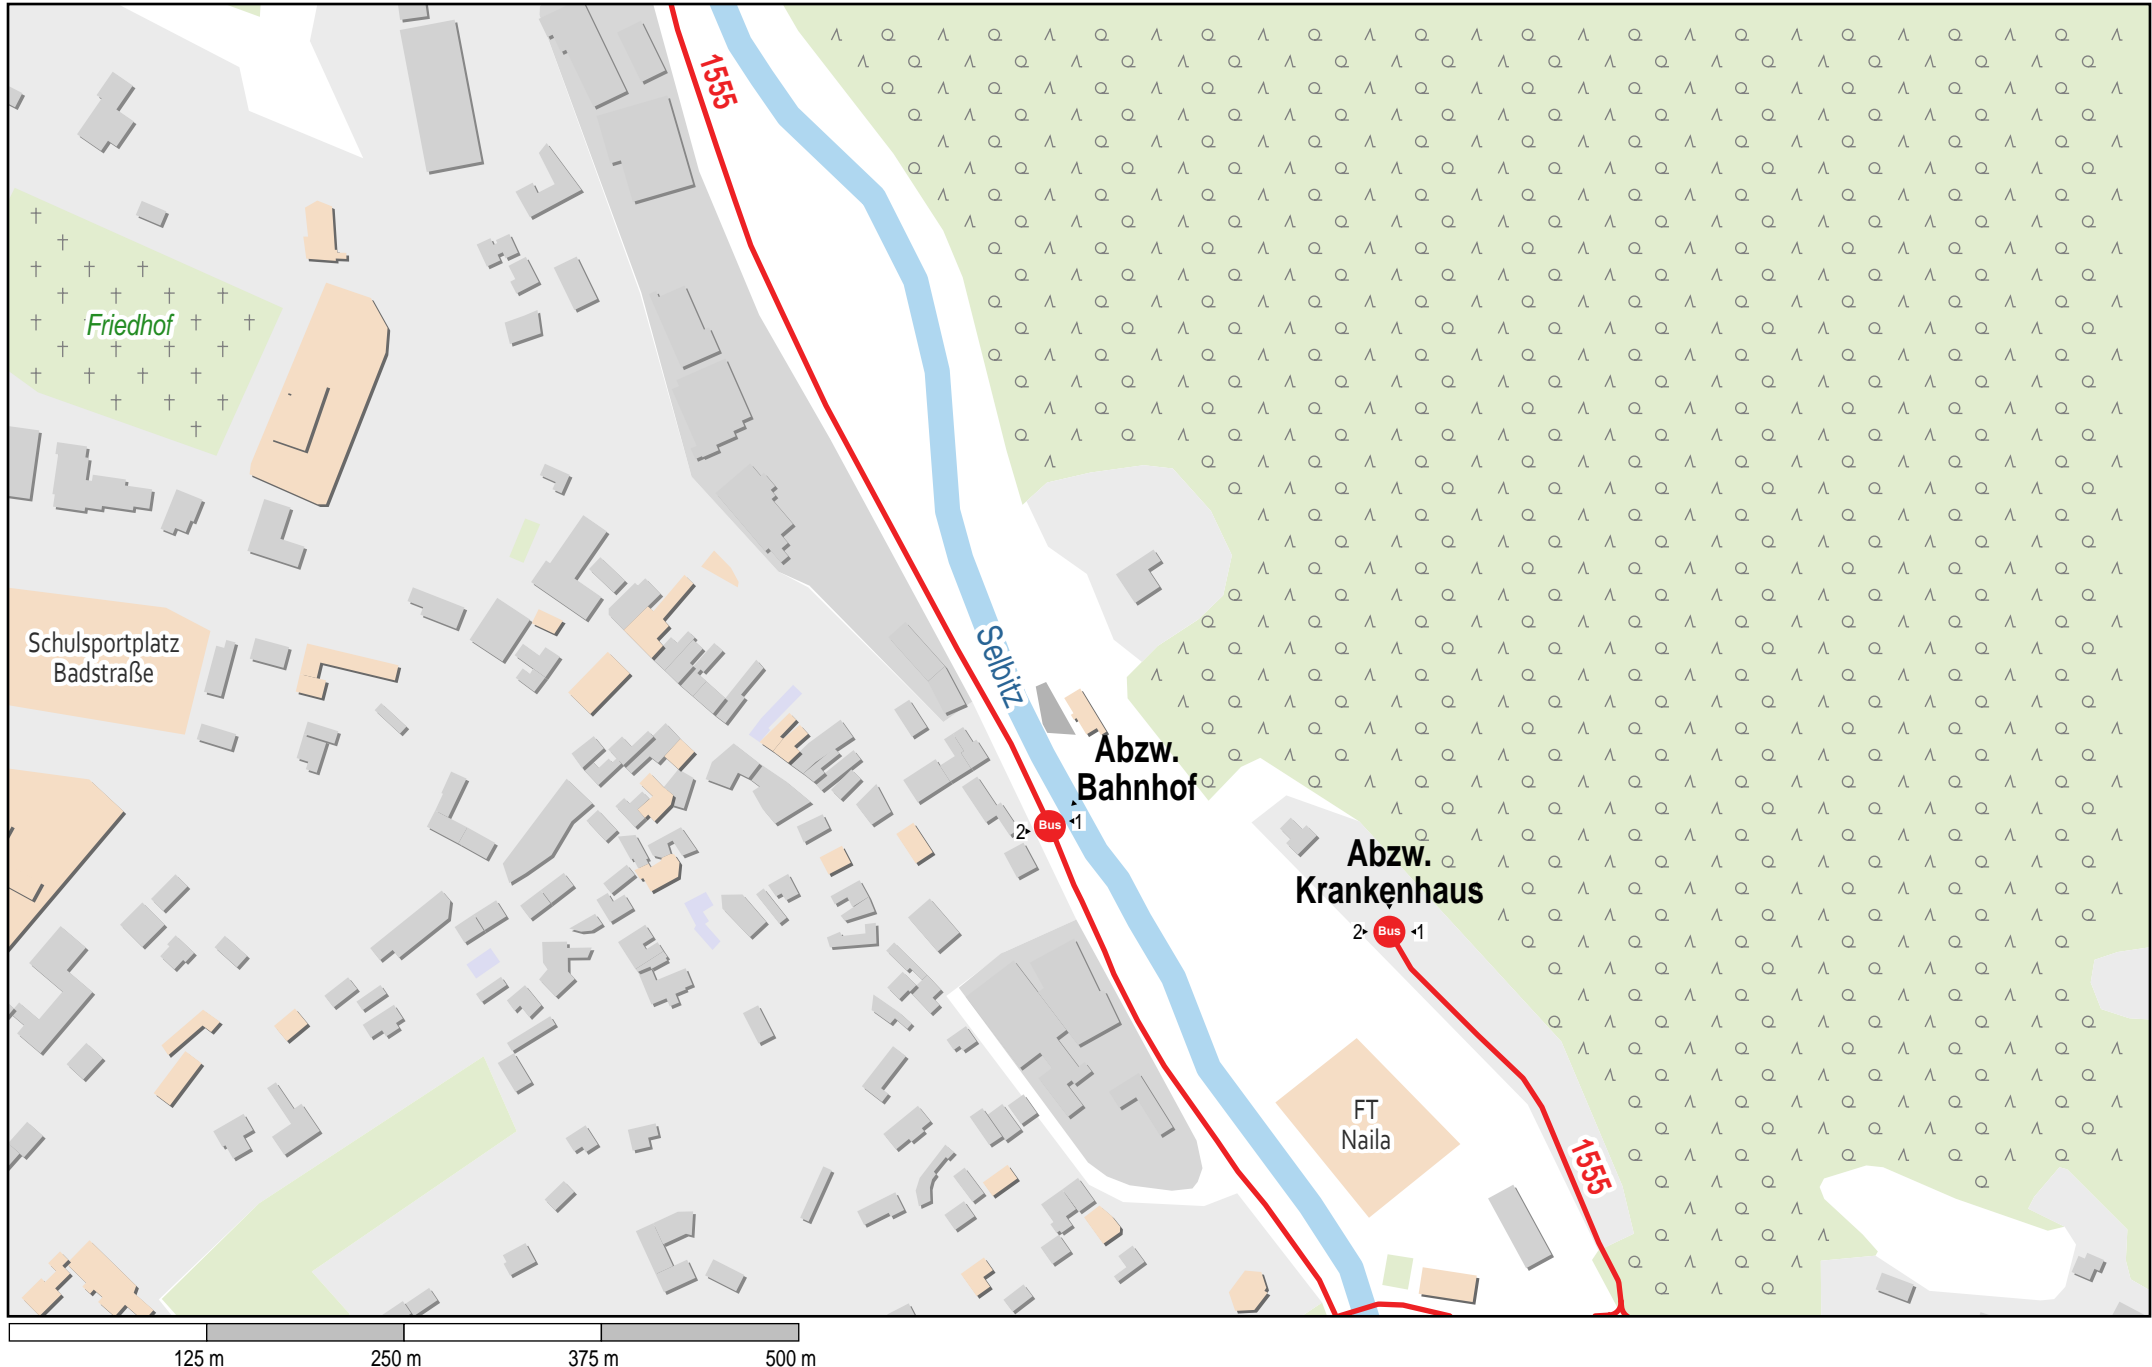 1555
Friedhof
Schulsportplatz
Badstraße
Selbitz
Abzw.
Bahnhof
2 Bus 1
Abzw.
Krankenhaus
2 Bus 1
FT
Naila
1555
125 m 250 m 375 m 500 m